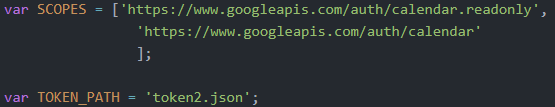 var SCOPES = ['https://www.googleapis.com/auth/calendar.readonly',
'https://www.googleapis.com/auth/calendar'
];
var TOKEN_PATH = 'token2.json';